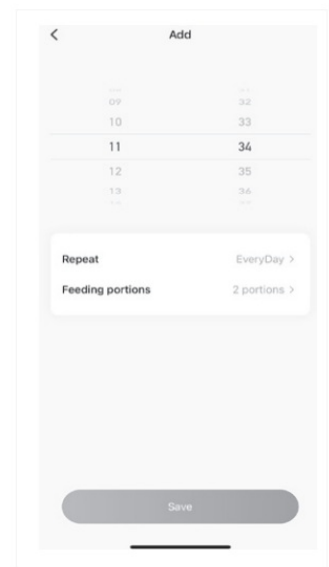 Add
09 32
10 33
11 34
12 35
13 36
Repeat EveryDay >
Feeding portions 2 portions >
Save